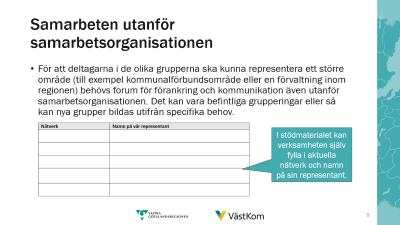 Samarbeten utanför
samarbetsorganisationen
• För att deltagarna i de olika grupperna ska kunna representera ett större
område (till exempel kommunalförbundsområde eller en förvaltning inom
regionen) behövs forum för förankring och kommunikation även utanför
samarbetsorganisationen. Det kan vara befintliga grupperingar eller så
kan nya grupper bildas utifrån specifika behov.
Nätverk Namn på vår representant
I stödmaterialet kan
verksamheten själv
fylla i aktuella
nätverk och namn
på sin representant.
VÄSTRA
GÖTALANDSREGIONEN
VästKom